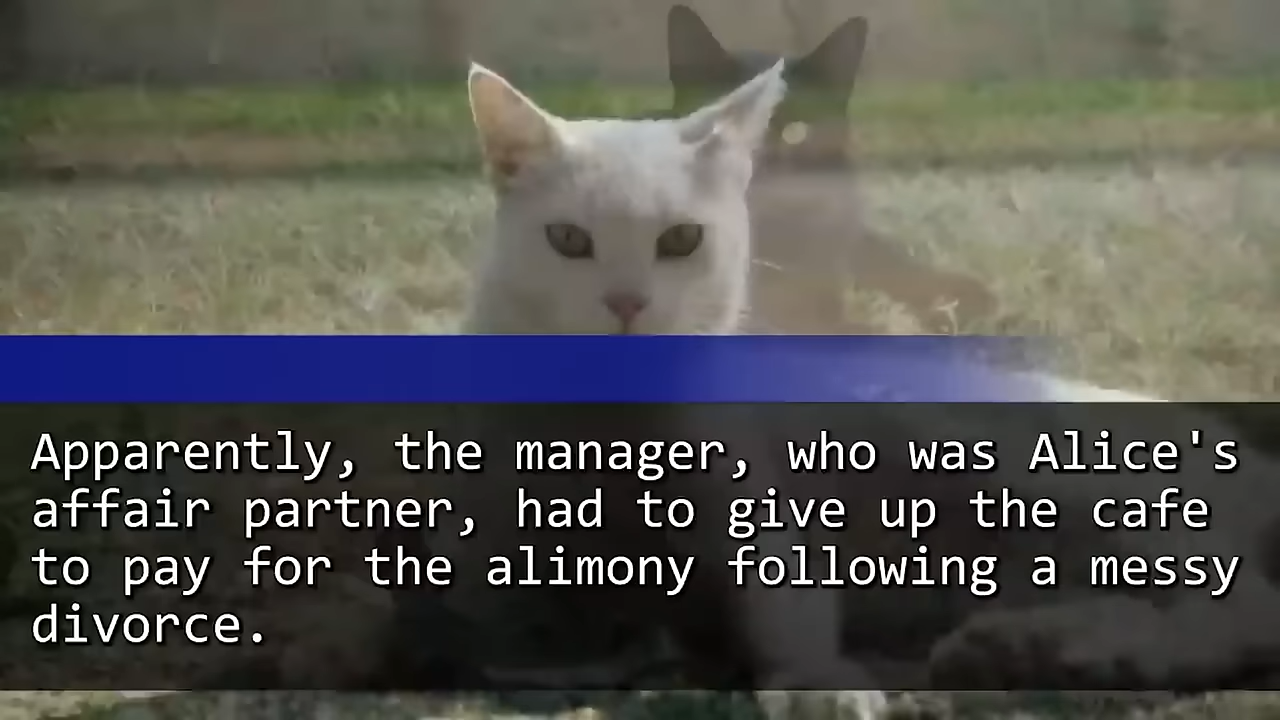 Apparently, the manager, who was Alice's
affair partner, had to give up the cafe
to pay for the alimony following a messy
divorce.